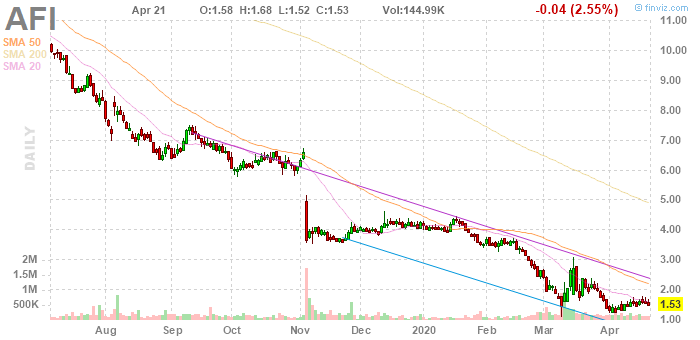 AFI
Apr 21 O:1.58 H:1.68 L:1.52 C:1.53 Vol:144.99K
© finviz.com
-0.04 (2.55%)
SMA 50
SMA 200
SMA 20
DAILY
11.00
10.00
9.00
8.00
7.00
6.00
5.00
4.00
3.00
2.00
1.53
1.00
2M
1.5M
1M
500K
Aug Sep Oct Nov Dec 2020 Feb Mar Apr